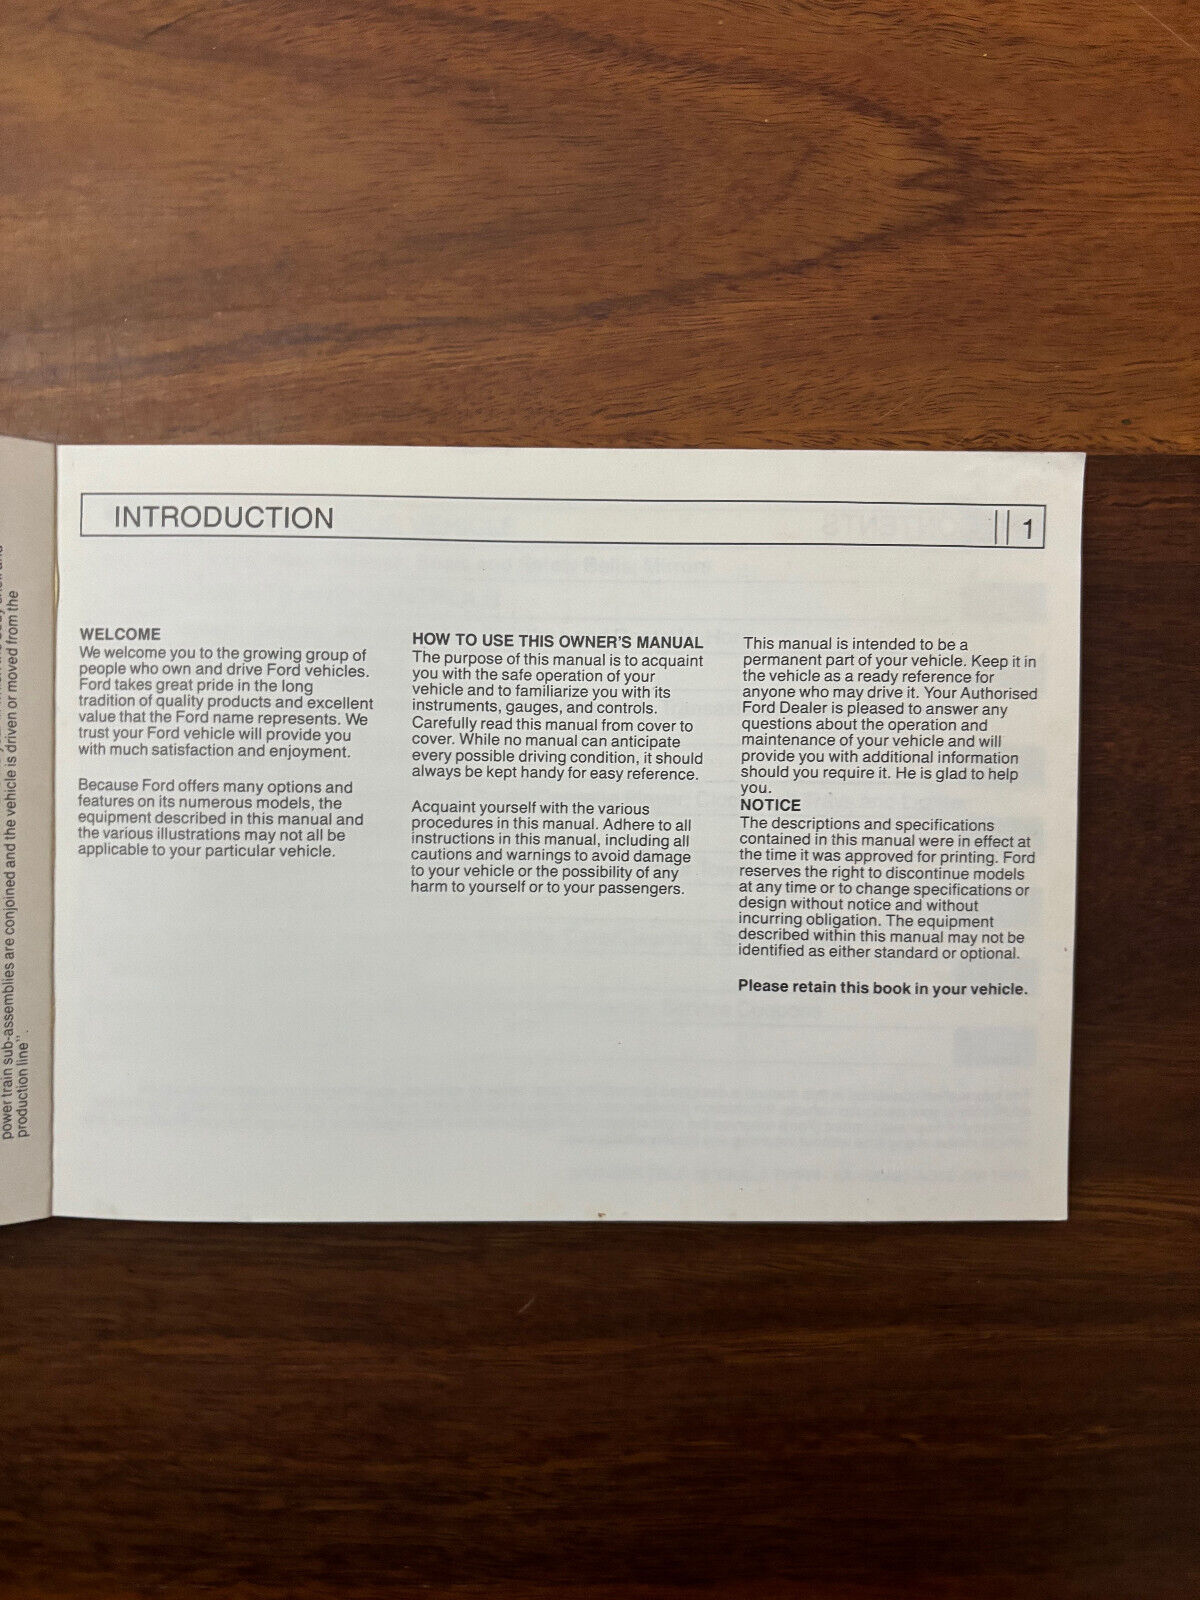 power train sub-assemblies are conjoined and the vehicle is driven or moved from the
production line".
INTRODUCTION
1
WELCOME
We welcome you to the growing group of
people who own and drive Ford vehicles.
Ford takes great pride in the long
tradition of quality products and excellent
value that the Ford name represents. We
trust your Ford vehicle will provide you
with much satisfaction and enjoyment.
Because Ford offers many options and
features on its numerous models, the
equipment described in this manual and
the various illustrations may not all be
applicable to your particular vehicle.
HOW TO USE THIS OWNER'S MANUAL
The purpose of this manual is to acquaint
you with the safe operation of your
vehicle and to familiarize you with its
instruments, gauges, and controls.
Carefully read this manual from cover to
cover. While no manual can anticipate
every possible driving condition, it should
always be kept handy for easy reference.
Acquaint yourself with the various
procedures in this manual. Adhere to all
instructions in this manual, including all
cautions and warnings to avoid damage
to your vehicle or the possibility of any
harm to yourself or to your passengers.
This manual is intended to be a
permanent part of your vehicle. Keep it in
the vehicle as a ready reference for
anyone who may drive it. Your Authorised
Ford Dealer is pleased to answer any
questions about the operation and
maintenance of your vehicle and will
provide you with additional information
should you require it. He is glad to help
you.
NOTICE
The descriptions and specifications
contained in this manual were in effect at
the time it was approved for printing. Ford
reserves the right to discontinue models
at any time or to change specifications or
design without notice and without
incurring obligation. The equipment
described within this manual may not be
identified as either standard or optional.
Please retain this book in your vehicle.